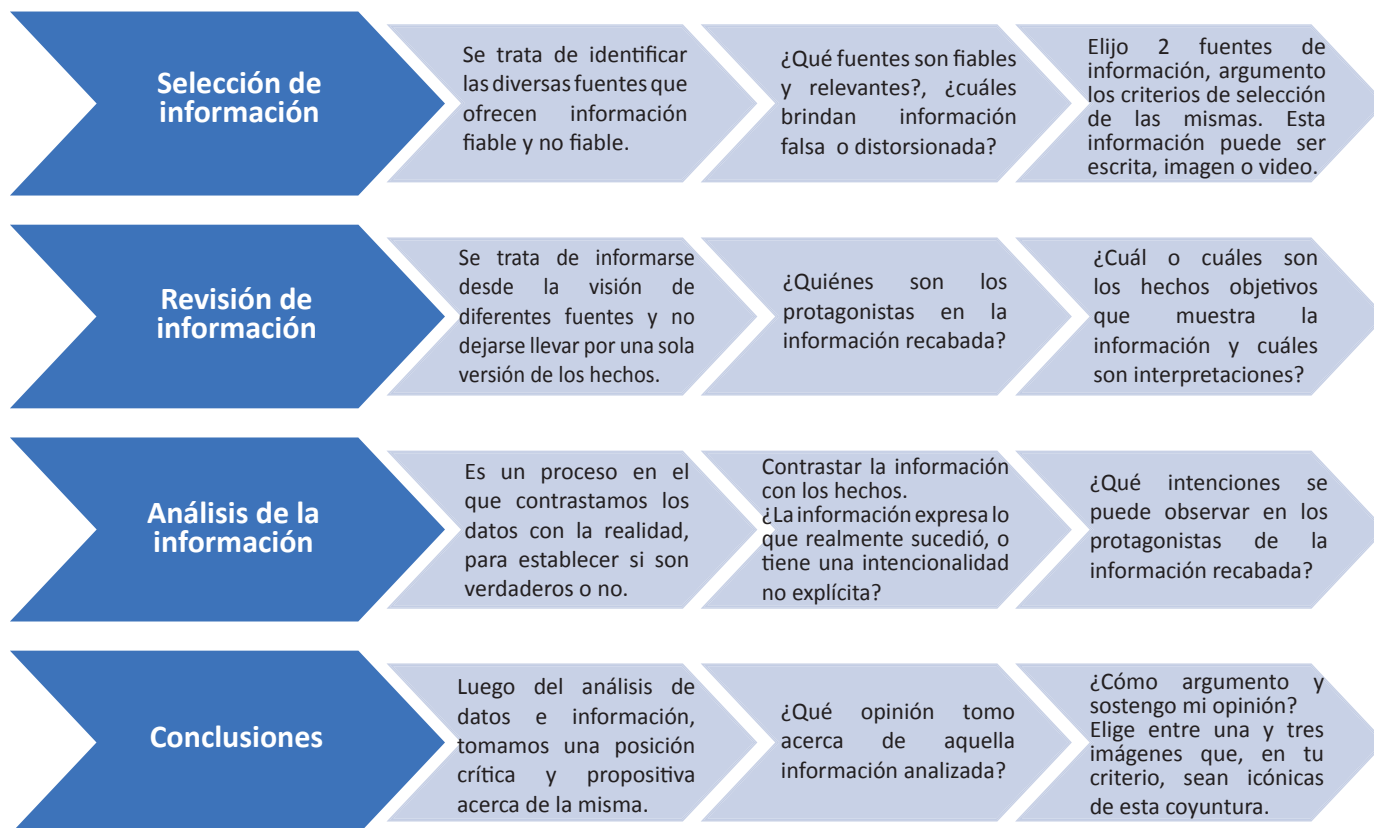 Selección de
información
Se trata de identificar
las diversas fuentes que
ofrecen información
fiable y no fiable.
¿Qué fuentes son fiables
y relevantes?, ¿cuáles
brindan información
falsa o distorsionada?
Elijo 2 fuentes de
información, argumento
los criterios de selección
de las mismas. Esta
información puede ser
escrita, imagen o video.
Revisión de
información
Se trata de informarse
desde la visión de
diferentes fuentes y no
dejarse llevar por una sola
versión de los hechos.
¿Quiénes son los
protagonistas en la
información recabada?
¿Cuál o cuáles son
los hechos objetivos
que muestra la
información y cuáles
son interpretaciones?
Análisis de la
información
Es un proceso en el
que contrastamos los
datos con la realidad,
para establecer si son
verdaderos o no.
Contrastar la información
con los hechos.
¿La información expresa lo
que realmente sucedió, o
tiene una intencionalidad
no explícita?
¿Qué intenciones se
puede observar en los
protagonistas de la
información recabada?
Conclusiones
Luego del análisis de
datos e información,
tomamos una posición
crítica y propositiva
acerca de la misma.
¿Qué opinión tomo
acerca de aquella
información analizada?
¿Cómo argumento y
sostengo mi opinión?
Elige entre una y tres
imágenes que, en tu
criterio, sean icónicas
de esta coyuntura.